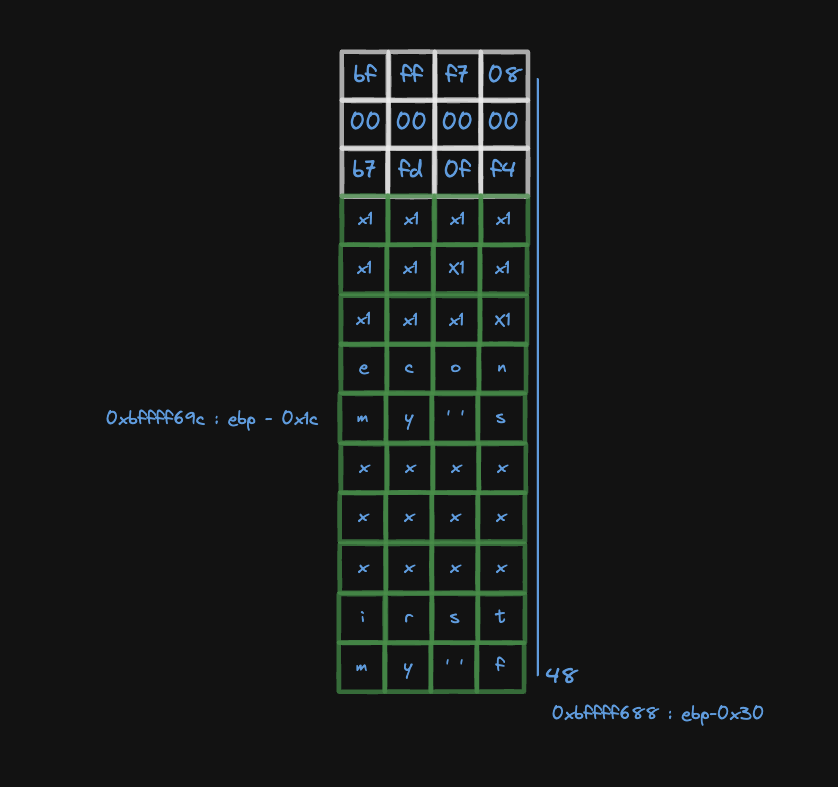 bf ff f7 08
00 00 00 00
b7 fd 0f f4
x1 x1 x1 x1
x1 x1 X1 x1
x1 x1 x1 X1
e c o n
0xbffff69c : ebp - 0x1c
m y ' ' s
x x x x
x x x x
x x x x
i r s t
m y ' ' f
48
0xbffff688 : ebp-0x30